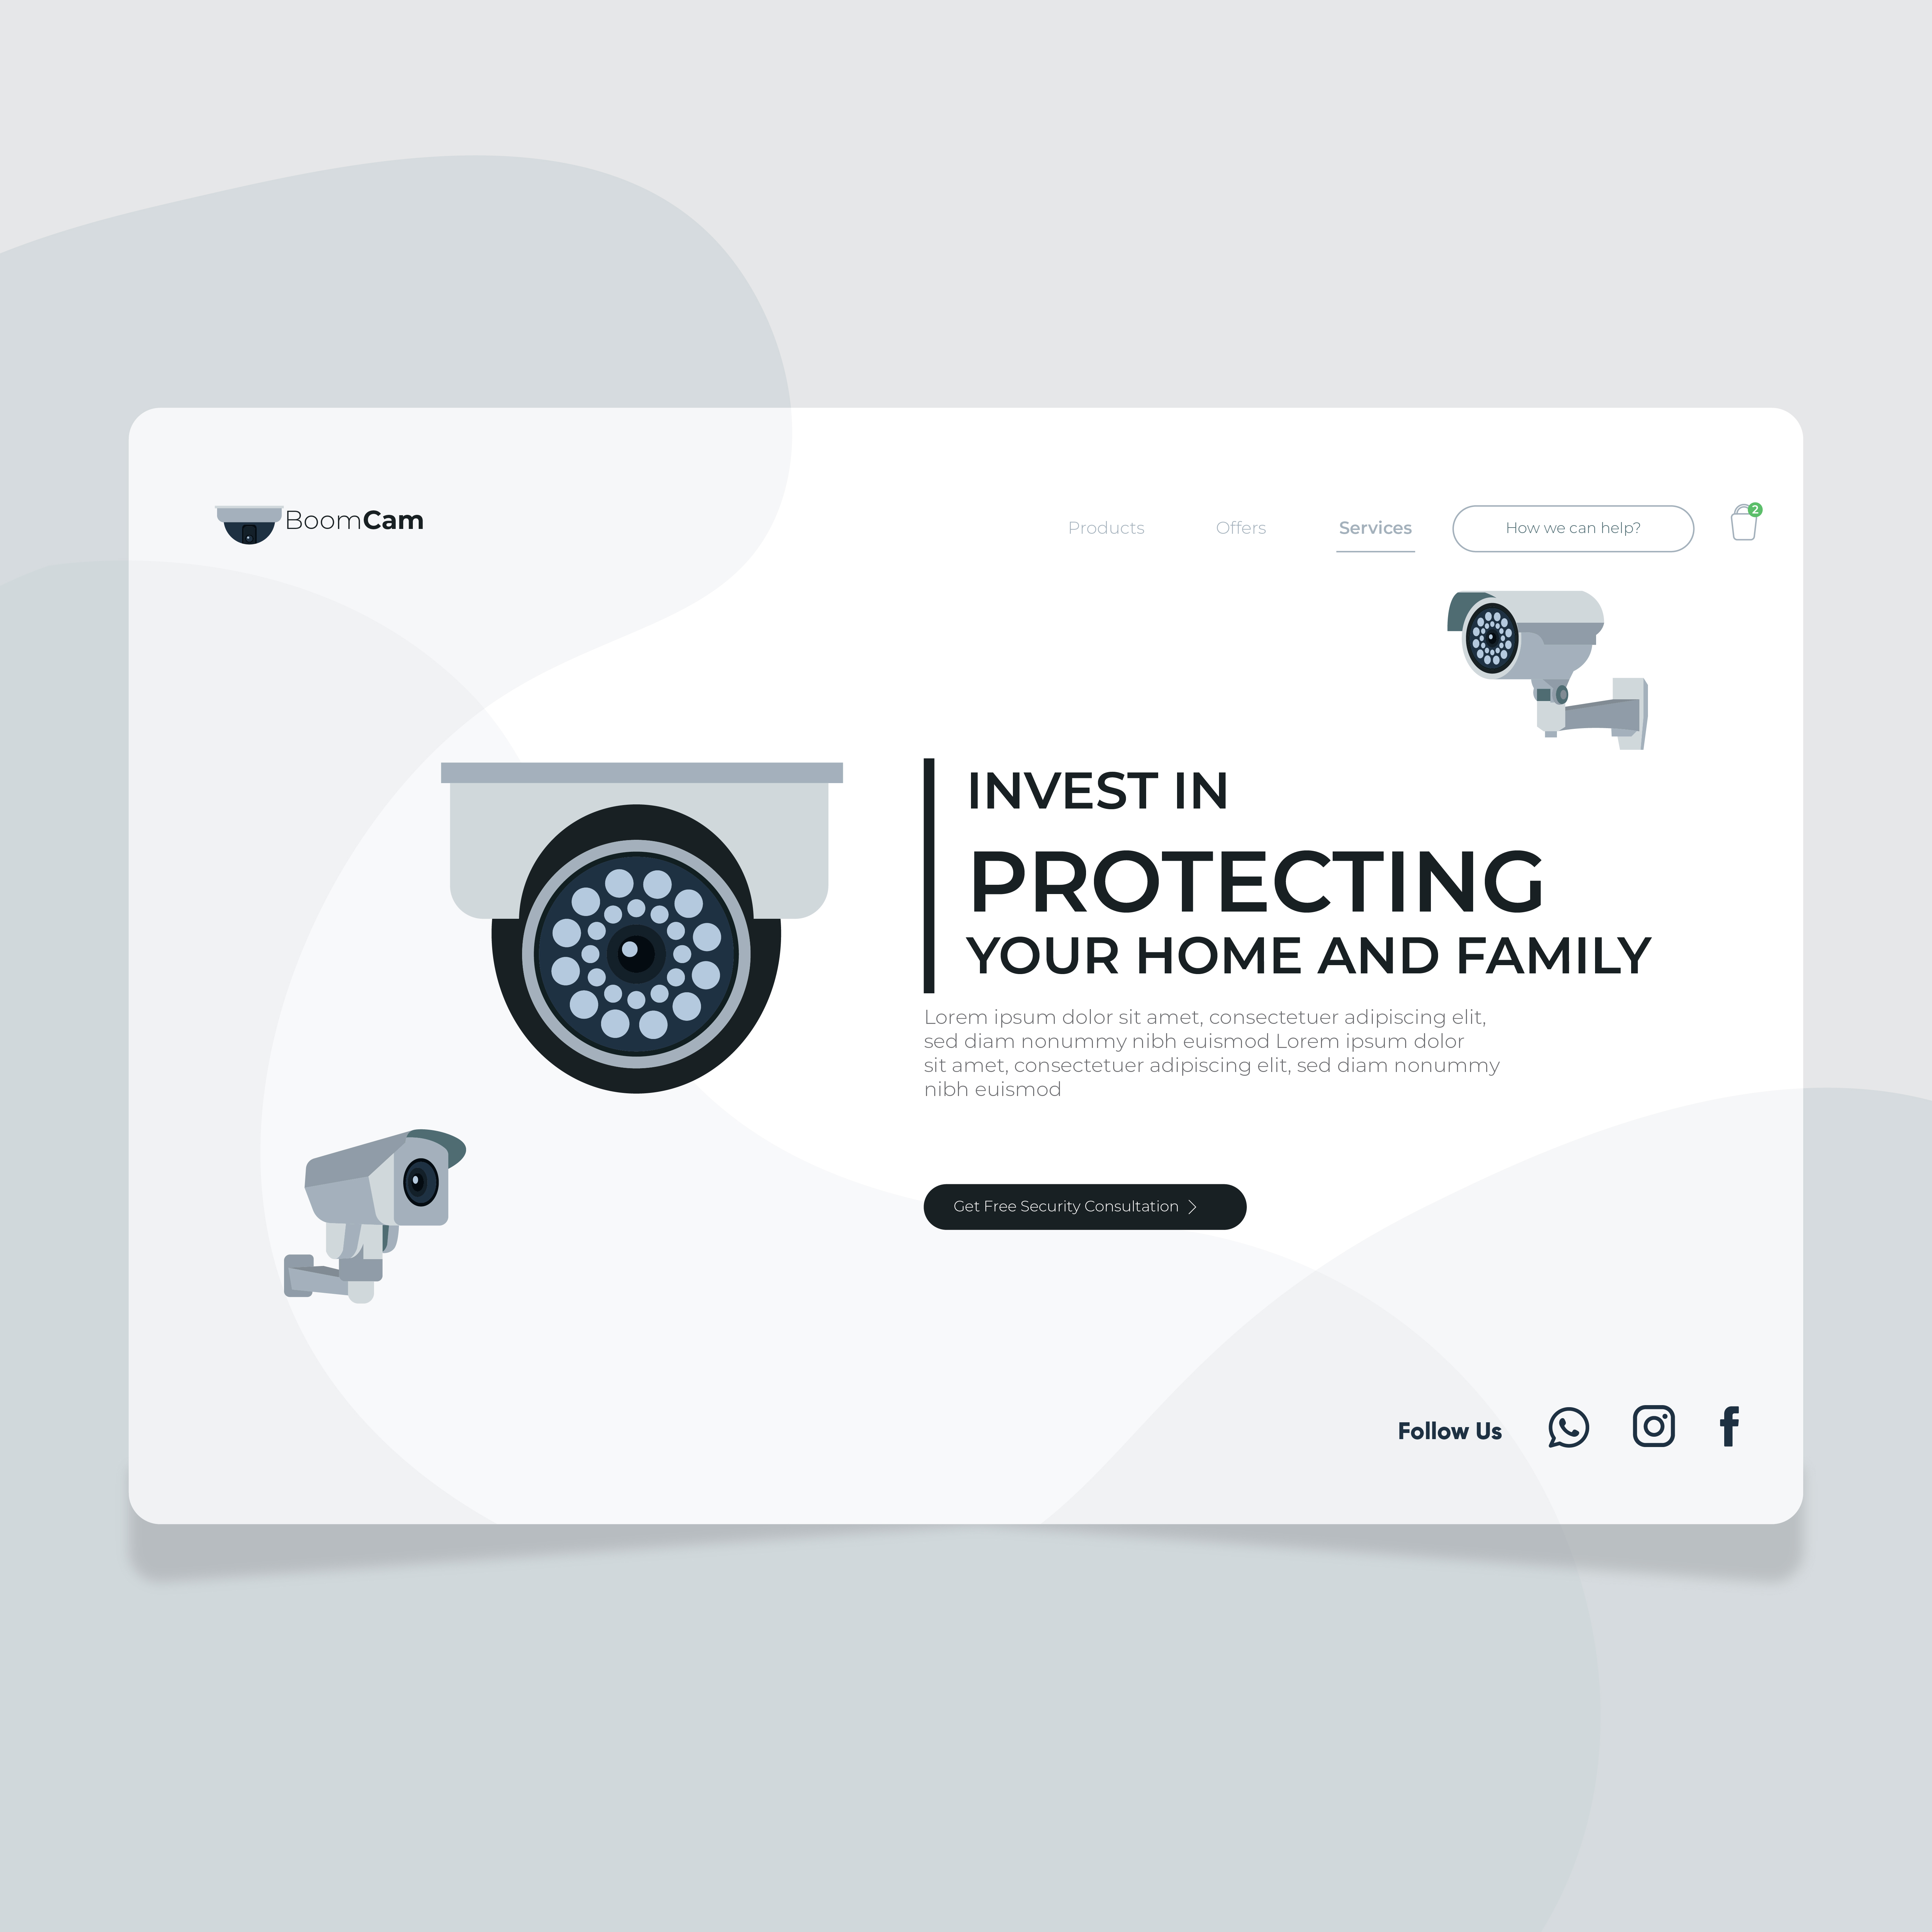 BoomCam
Products
Offers
Services
How we can help?
2
INVEST IN
PROTECTING
YOUR HOME AND FAMILY
Lorem ipsum dolor sit amet, consectetuer adipiscing elit,
sed diam nonummy nibh euismod Lorem ipsum dolor
sit amet, consectetuer adipiscing elit, sed diam nonummy
nibh euismod
Get Free Security Consultation
Follow Us